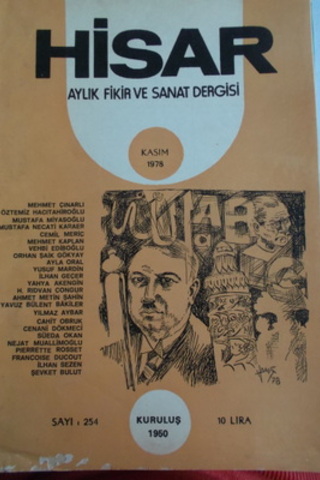 HİSAR
AYLIK FİKİR VE SANAT DERGİSİ
KASIM
1978
MEHMET ÇINARLI
ÖZTEMİZ HACITAHİROĞLU
MUSTAFA MİYASOĞLU
MUSTAFA NECATİ KARAER
CEMİL MERİÇ
MEHMET KAPLAN
VEHBİ EDİBOĞLU
ORHAN ŞAİK GÖKYAY
AYLA ORAL
YUSUF MARDİN
İLHAN GEÇER
YAHYA AKENGİN
H. RIDVAN CONGUR
AHMET METİN ŞAHİN
YAVUZ BÜLENT BAKİLER
YILMAZ AYBAR
CAHİT OBRUK
CENANİ DÖKMECİ
SÜEDA OKAN
NEJAT MUALLİMOĞLU
PIERRETTE ROSSET
FRANCOISE DUCOUT
İLHAN SEZEN
ŞEVKET BULUT
SAYI : 254
KURULUŞ
1950
10 LİRA